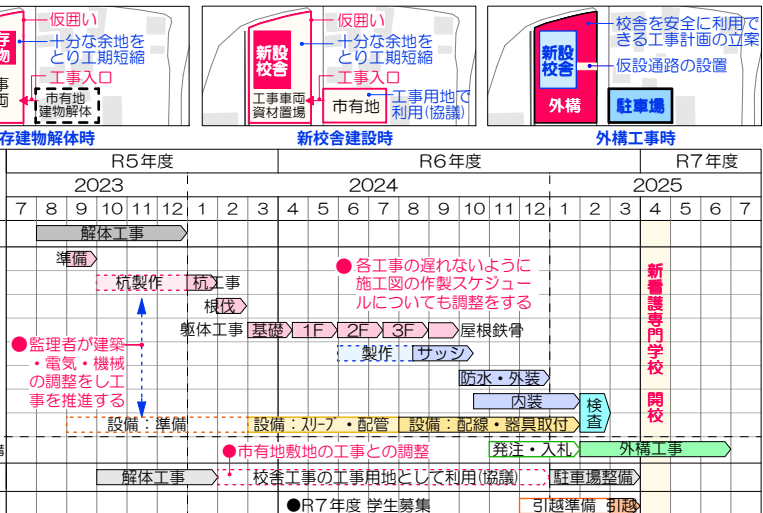 仮囲い
十分な余地を
とり工期短縮
工事入口
市有地
建物解体
存建物解体時
仮囲い
十分な余地を
とり工期短縮
工事入口
新設
校舎
工事車両
資材置場
市有地
工事用地で
利用(協議)
新校舎建設時
校舎を安全に利用で
きる工事計画の立案
仮設通路の設置
新設
校舎
外構
駐車場
外構工事時
R5年度 R6年度 R7年度
2023 2024 2025
7 8 9 10 11 12 1 2 3 4 5 6 7 8 9 10 11 12 1 2 3 4 5 6 7
解体工事
準備
杭製作 杭工事
根伐
躯体工事 基礎 1F 2F 3F 屋根鉄骨
製作 サッシ
防水・外装
内装
検査
設備:準備 設備:スリーブ・配管 設備:配線・器具取付
●各工事の遅れないように
施工図の作製スケジュ
ールについても調整をする
●監理者が建築
・電気・機械
の調整をし工
事を推進する
新看護専門学校 開校
●市有地敷地の工事との調整
発注・入札 外構工事
解体工事 校舎工事の工事用地として利用(協議) 駐車場整備
●R7年度 学生募集 引越準備 引越